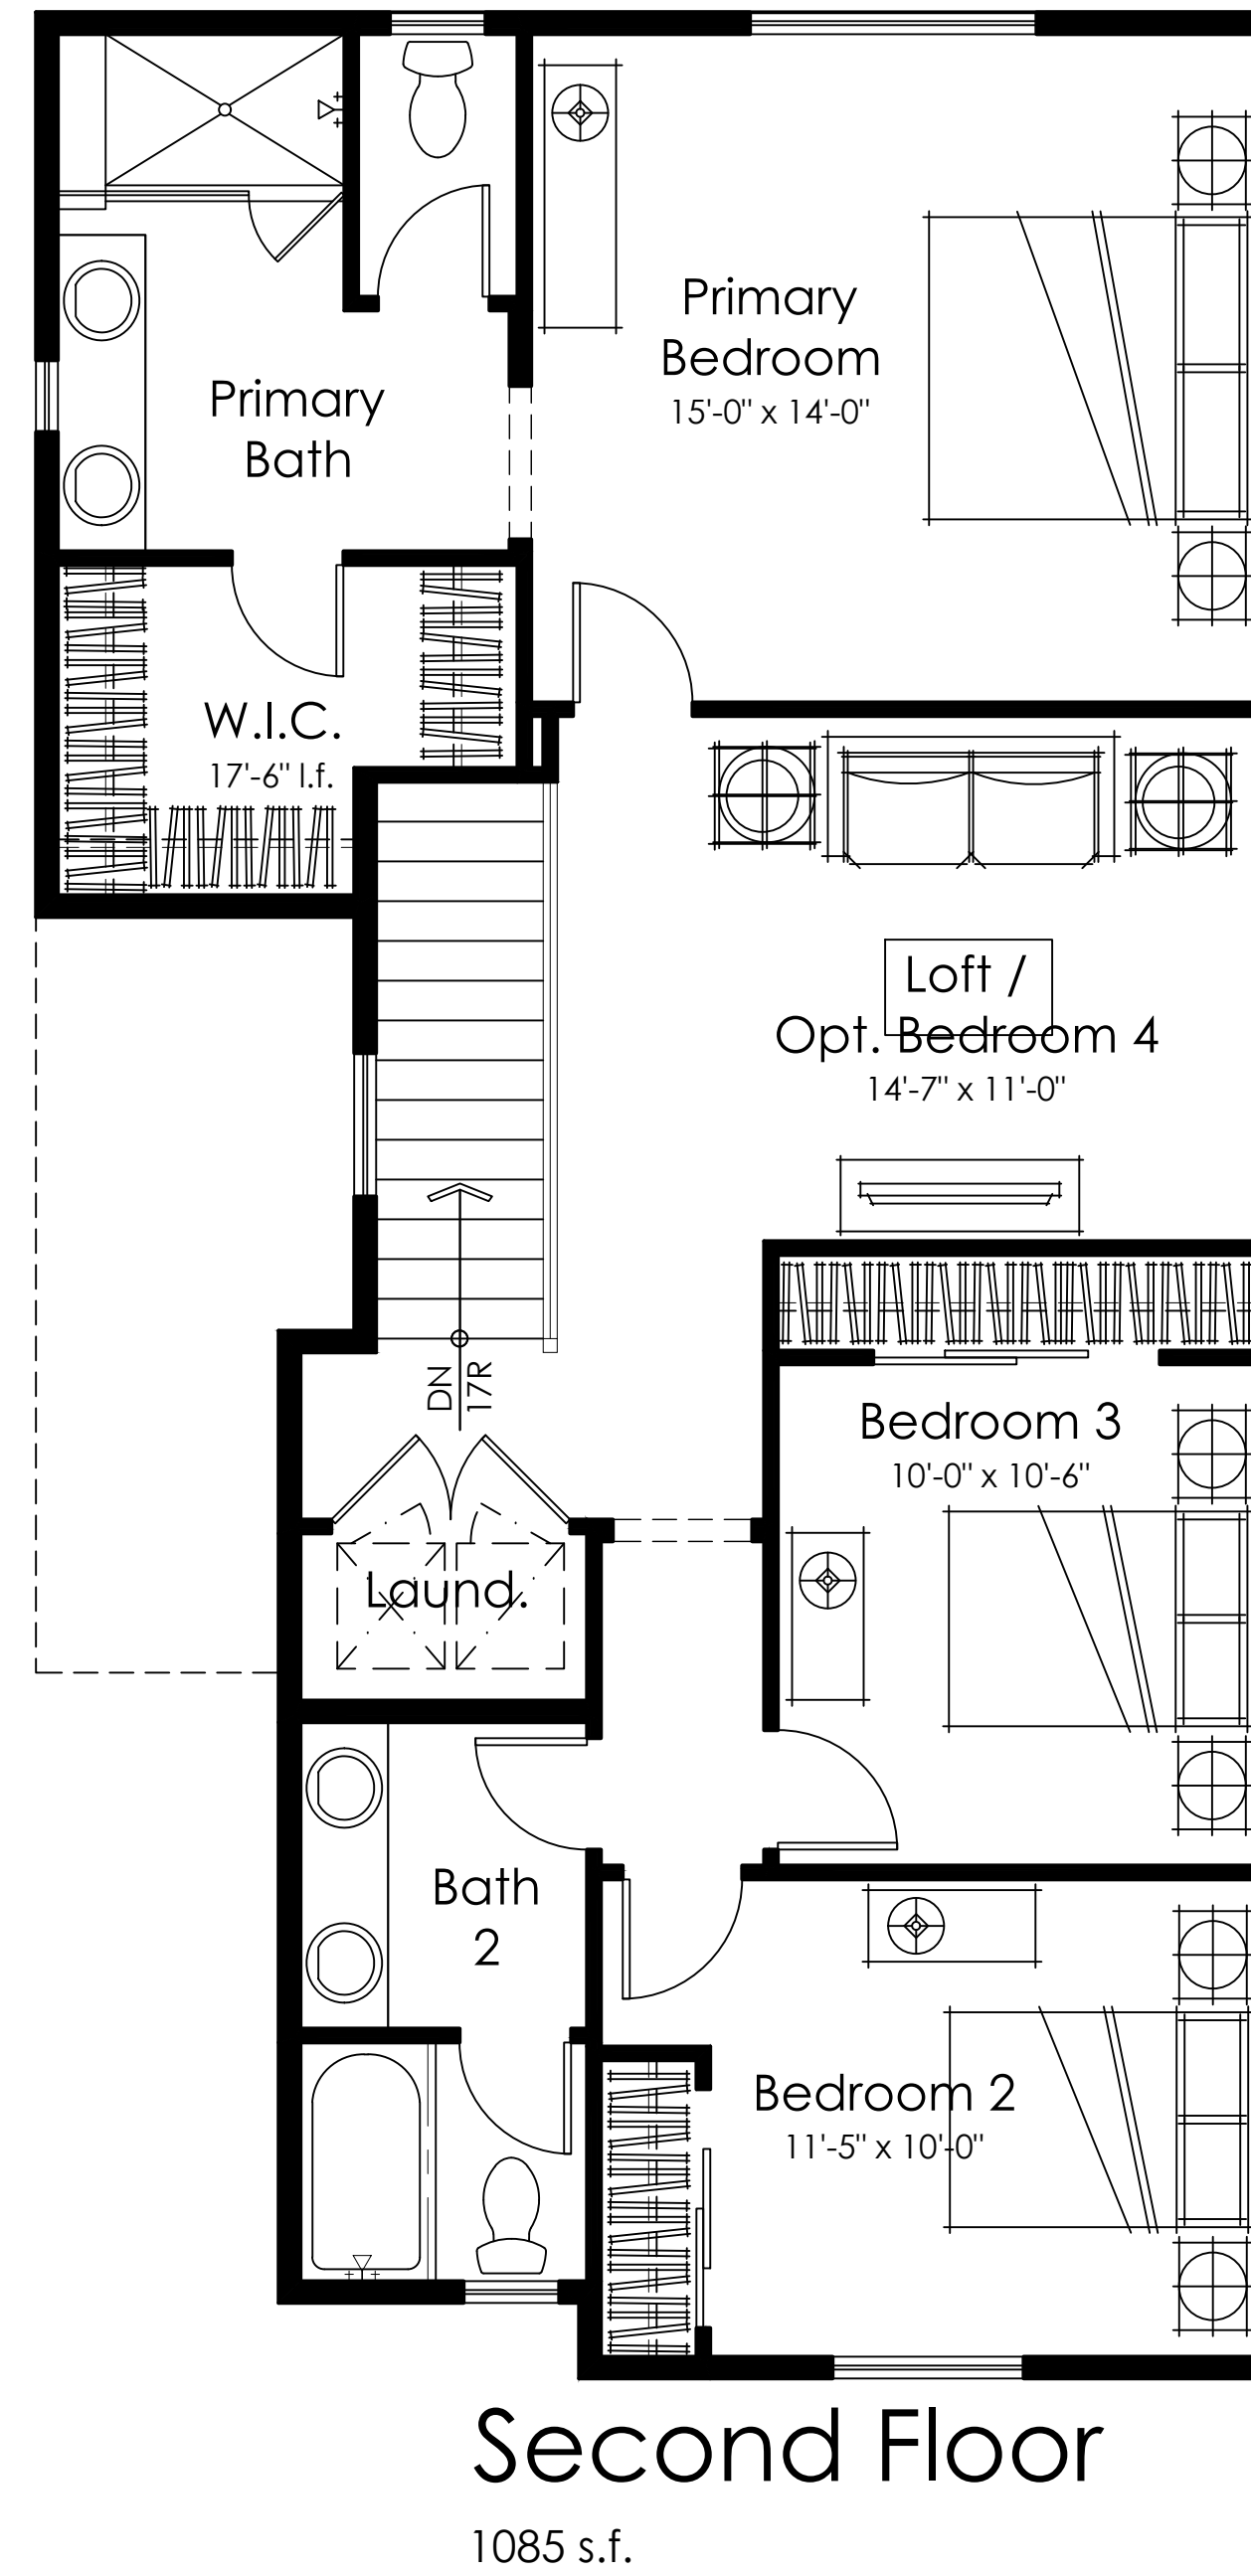 Primary
Bedroom
15'-0" x 14'-0"
Primary
Bath
W.I.C.
17'-6" l.f.
Loft /
Opt. Bedroom 4
14'-7" x 11'-0"
DN
17R
Bedroom 3
10'-0" x 10'-6"
Laund.
Bath
2
Bedroom 2
11'-5" x 10'-0"
Second Floor
1085 s.f.